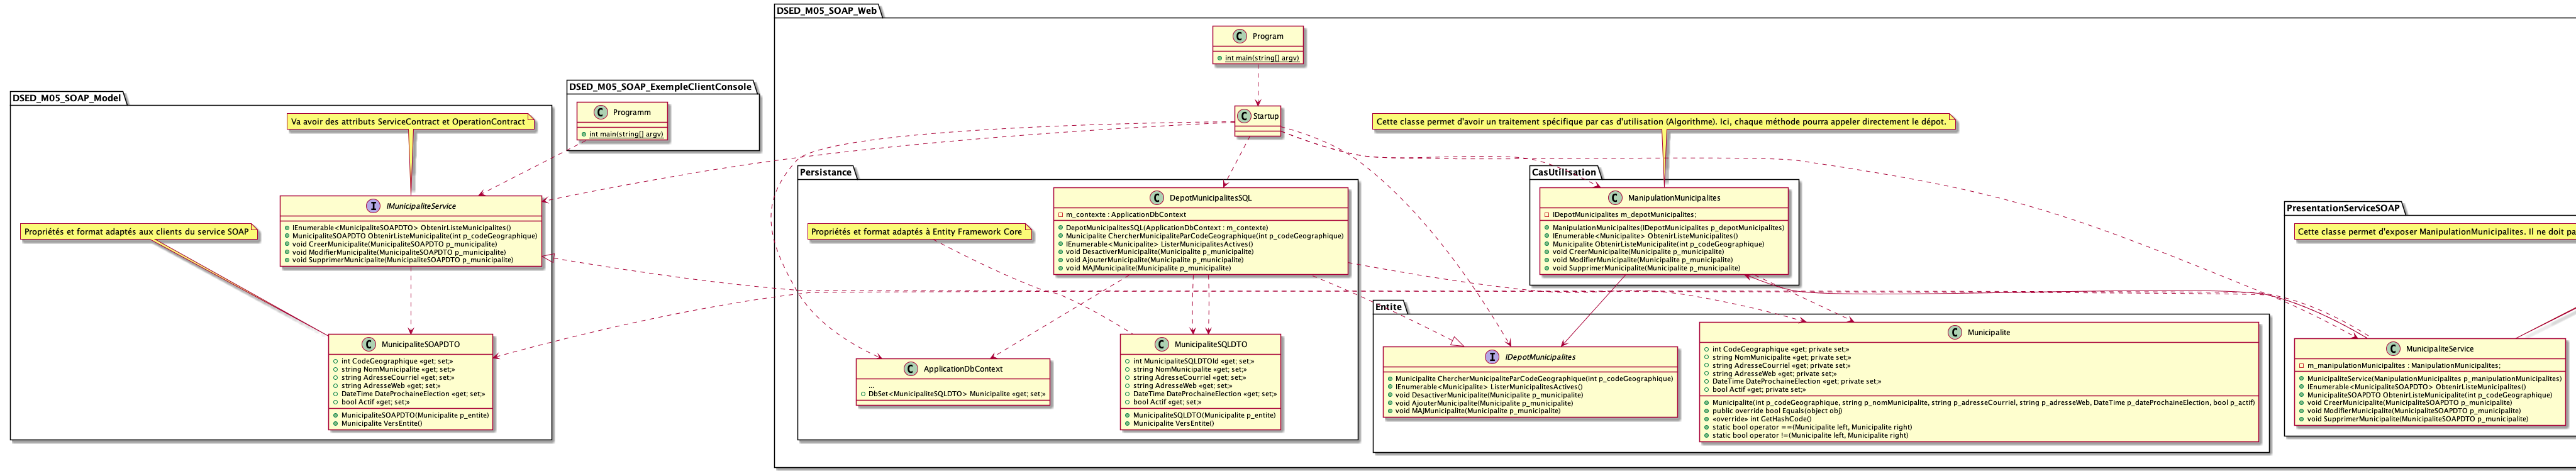 DSED_M05_SOAP_Model
Va avoir des attributs ServiceContract et OperationContract
I IMunicipaliteService
IEnumerable<MunicipaliteSOAPDTO> ObtenirListeMunicipalites()
MunicipaliteSOAPDTO ObtenirListeMunicipalite(int p_codeGeographique)
void CreerMunicipalite(MunicipaliteSOAPDTO p_municipalite)
void ModifierMunicipalite(MunicipaliteSOAPDTO p_municipalite)
void SupprimerMunicipalite(MunicipaliteSOAPDTO p_municipalite)
Propriétés et format adaptés aux clients du service SOAP
C MunicipaliteSOAPDTO
int CodeGeographique «get; set;»
string NomMunicipalite «get; set;»
string AdresseCourriel «get; set;»
string AdresseWeb «get; set;»
DateTime DateProchaineElection «get; set;»
bool Actif «get; set;»
MunicipaliteSOAPDTO(Municipalite p_entite)
Municipalite VersEntite()
DSED_M05_SOAP_ExempleClientConsole
C Programm
int main(string[] argv)
DSED_M05_SOAP_Web
C Program
int main(string[] argv)
C Startup
Persistance
C DepotMunicipalitesSQL
m_contexte : ApplicationDbContext
DepotMunicipalitesSQL(ApplicationDbContext : m_contexte)
Municipalite ChercherMunicipaliteParCodeGeographique(int p_codeGeographique)
IEnumerable<Municipalite> ListerMunicipalitesActives()
void DesactiverMunicipalite(Municipalite p_municipalite)
void AjouterMunicipalite(Municipalite p_municipalite)
void MAJMunicipalite(Municipalite p_municipalite)
Propriétés et format adaptés à Entity Framework Core
C ApplicationDbContext
...
DbSet<MunicipaliteSQLDTO> Municipalite «get; set;»
C MunicipaliteSQLDTO
int MunicipaliteSQLDTOId «get; set;»
string NomMunicipalite «get; set;»
string AdresseCourriel «get; set;»
string AdresseWeb «get; set;»
DateTime DateProchaineElection «get; set;»
bool Actif «get; set;»
MunicipaliteSQLDTO(Municipalite p_entite)
Municipalite VersEntite()
Cette classe permet d'avoir un traitement spécifique par cas d'utilisation (Algorithme). Ici, chaque méthode pourra appeler directement le dépot.
CasUtilisation
C ManipulationMunicipalites
IDepotMunicipalites m_depotMunicipalites;
ManipulationMunicipalites(IDepotMunicipalites p_depotMunicipalites)
IEnumerable<Municipalite> ObtenirListeMunicipalites()
Municipalite ObtenirListeMunicipalite(int p_codeGeographique)
void CreerMunicipalite(Municipalite p_municipalite)
void ModifierMunicipalite(Municipalite p_municipalite)
void SupprimerMunicipalite(Municipalite p_municipalite)
Entite
I IDepotMunicipalites
Municipalite ChercherMunicipaliteParCodeGeographique(int p_codeGeographique)
IEnumerable<Municipalite> ListerMunicipalitesActives()
void DesactiverMunicipalite(Municipalite p_municipalite)
void AjouterMunicipalite(Municipalite p_municipalite)
void MAJMunicipalite(Municipalite p_municipalite)
C Municipalite
int CodeGeographique «get; private set;»
string NomMunicipalite «get; private set;»
string AdresseCourriel «get; private set;»
string AdresseWeb «get; private set;»
DateTime DateProchaineElection «get; private set;»
bool Actif «get; private set;»
Municipalite(int p_codeGeographique, string p_nomMunicipalite, string p_adresseCourriel, string p_adresseWeb, DateTime p_dateProchaineElection, bool p_actif)
public override bool Equals(object obj)
«override» int GetHashCode()
static bool operator ==(Municipalite left, Municipalite right)
static bool operator !=(Municipalite left, Municipalite right)
PresentationServiceSOAP
Cette classe permet d'exposer ManipulationMunicipalites. Il ne doit pa
C MunicipaliteService
m_manipulationMunicipalites : ManipulationMunicipalites;
MunicipaliteService(ManipulationMunicipalites p_manipulationMunicipalites)
IEnumerable<MunicipaliteSOAPDTO> ObtenirListeMunicipalites()
MunicipaliteSOAPDTO ObtenirListeMunicipalite(int p_codeGeographique)
void CreerMunicipalite(MunicipaliteSOAPDTO p_municipalite)
void ModifierMunicipalite(MunicipaliteSOAPDTO p_municipalite)
void SupprimerMunicipalite(MunicipaliteSOAPDTO p_municipalite)